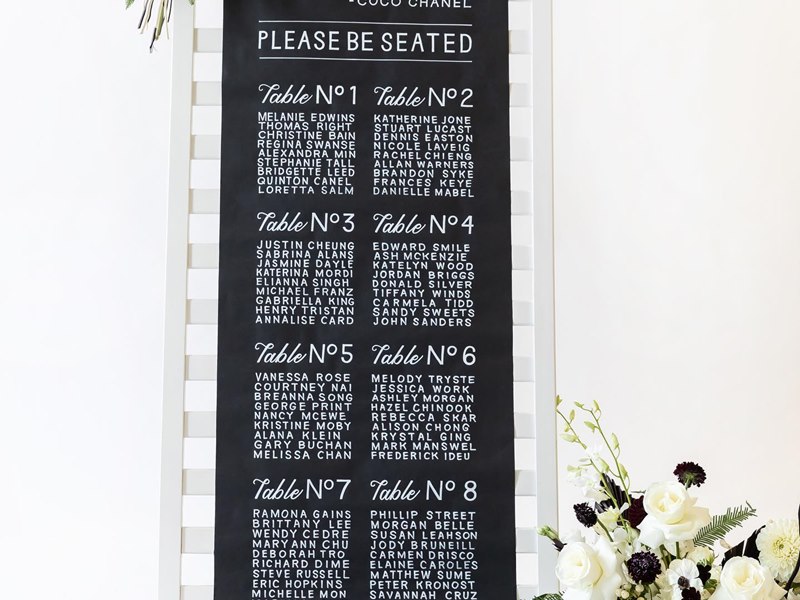 -COCO CHANEL
PLEASE BE SEATED
Table Nº1
MELANIE EDWINS
THOMAS RIGHT
CHRISTINE BAIN
REGINA SWANSE
ALEXANDRA MIN
STEPHANIE TALL
BRIDGETTE LEED
QUINTON CANEL
LORETTA SALM
Table Nº2
KATHERINE JONE
STUART LUCAST
DENNIS EASTON
NICOLE LAVEIG
RACHEL CHIENG
ALLAN WARNERS
BRANDON SYKE
FRANCES KEYE
DANIELLE MABEL
Table Nº3
JUSTIN CHEUNG
SABRINA ALANS
JASMINE DAYLE
KATERINA MORDI
ELIANNA SINGH
MICHAEL FRANZ
GABRIELLA KING
HENRY TRISTAN
ANNALISE CARD
Table Nº4
EDWARD SMILE
ASH MCKENZIE
KATELYN WOOD
JORDAN BRIGGS
DONALD SILVER
TIFFANY WINDS
CARMELA TIDD
SANDY SWEETS
JOHN SANDERS
Table Nº5
VANESSA ROSE
COURTNEY NAI
BREANNA SONG
GEORGE PRINT
NANCY MCEWE
KRISTINE MOBY
ALANA KLEIN
GARY BUCHAN
MELISSA CHAN
Table Nº6
MELODY TRYSTE
JESSICA WORK
ASHLEY MORGAN
HAZEL CHINOOK
REBECCA SKAR
ALISON CHONG
KRYSTAL GING
MARK MANSWEL
FREDERICK IDEU
Table Nº7
RAMONA GAINS
BRITTANY LEE
WENDY CEDRE
MARYANN CHU
DEBORAH TRO
RICHARD DIME
STEVE RUSSELL
ERIC HOPKINS
MICHELLE MON
Table Nº 8
PHILLIP STREET
MORGAN BELLE
SUSAN LEAHSON
JODY BRUNEILL
CARMEN DRISCO
ELAINE CAROLES
MATTHEW SUME
PETER KRONOST
SAVANNAH CRUZ